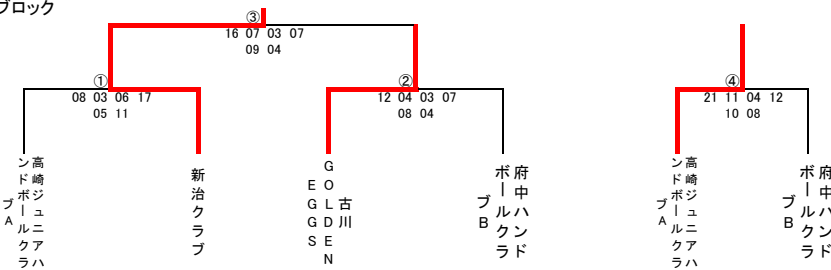 ブロック
③
16 07 03 07
09 04
①
08 03 06 17
05 11
②
12 04 03 07
08 04
④
21 11 04 12
10 08
高崎ジュニアハ
ンドボールクラ
ブA
新治クラブ
古川
GOLDEN
EGGS
府中ハンド
ボールクラ
ブB
高崎ジュニアハ
ンドボールクラ
ブA
府中ハンド
ボールクラ
ブB